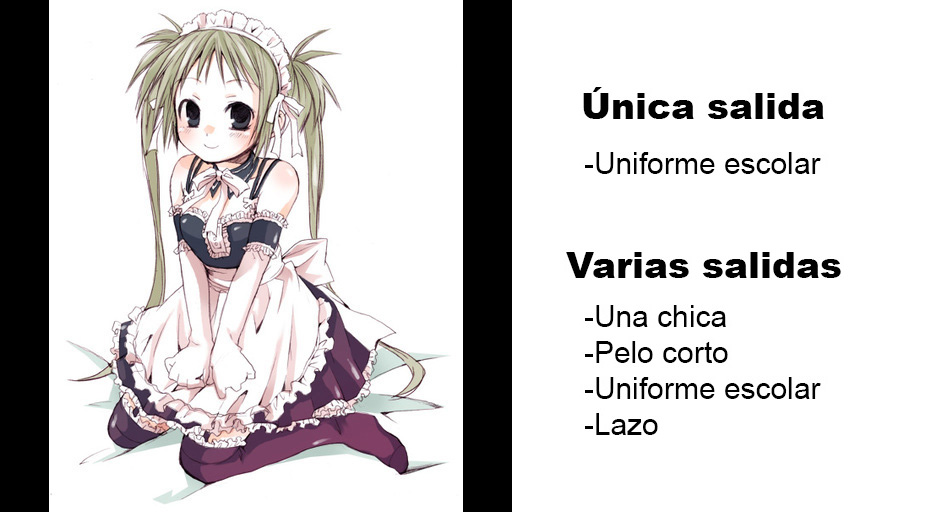 Única salida
-Uniforme escolar
Varias salidas
-Una chica
-Pelo corto
-Uniforme escolar
-Lazo